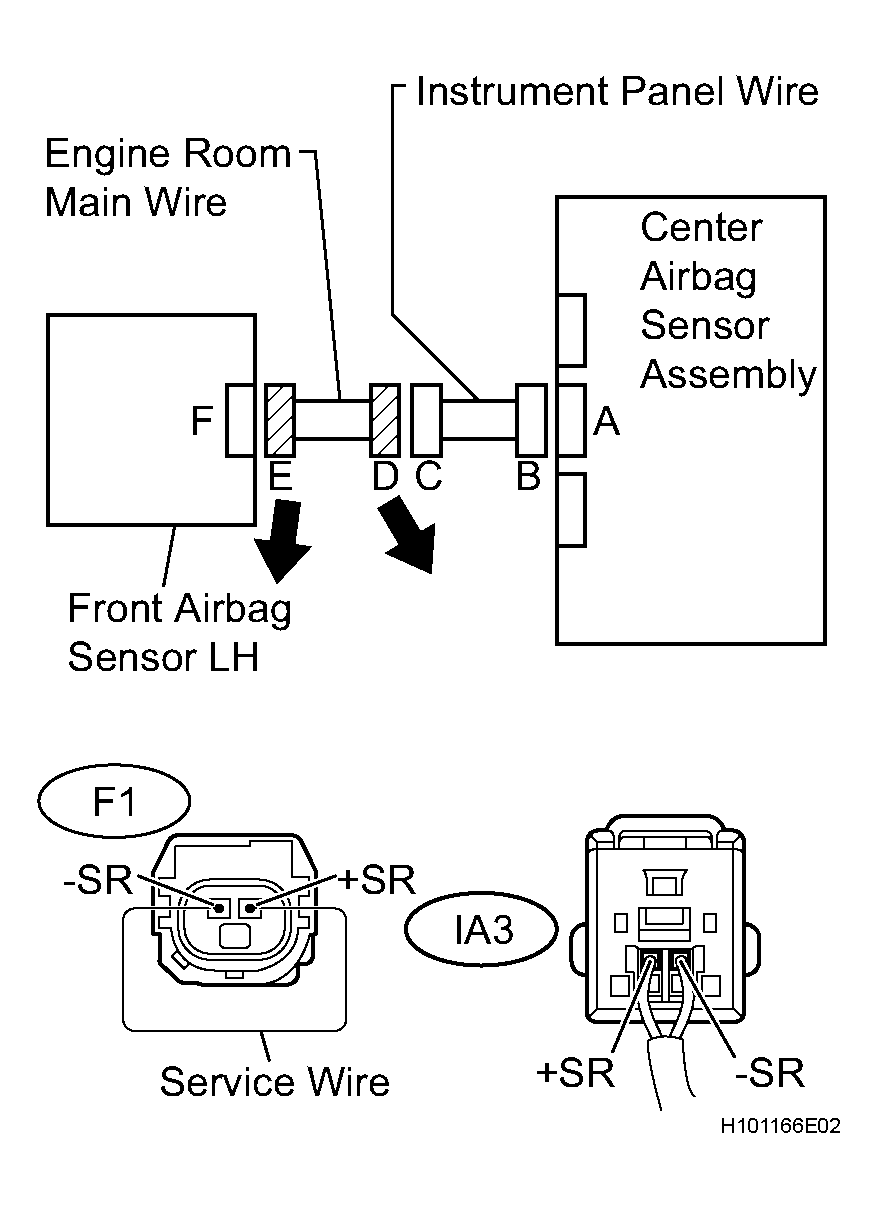 Instrument Panel Wire
Engine Room
Main Wire
Center
Airbag
Sensor
Assembly
F
A
E
D
C
B
Front Airbag
Sensor LH
F1
-SR
+SR
IA3
Service Wire
+SR
-SR
H101166E02